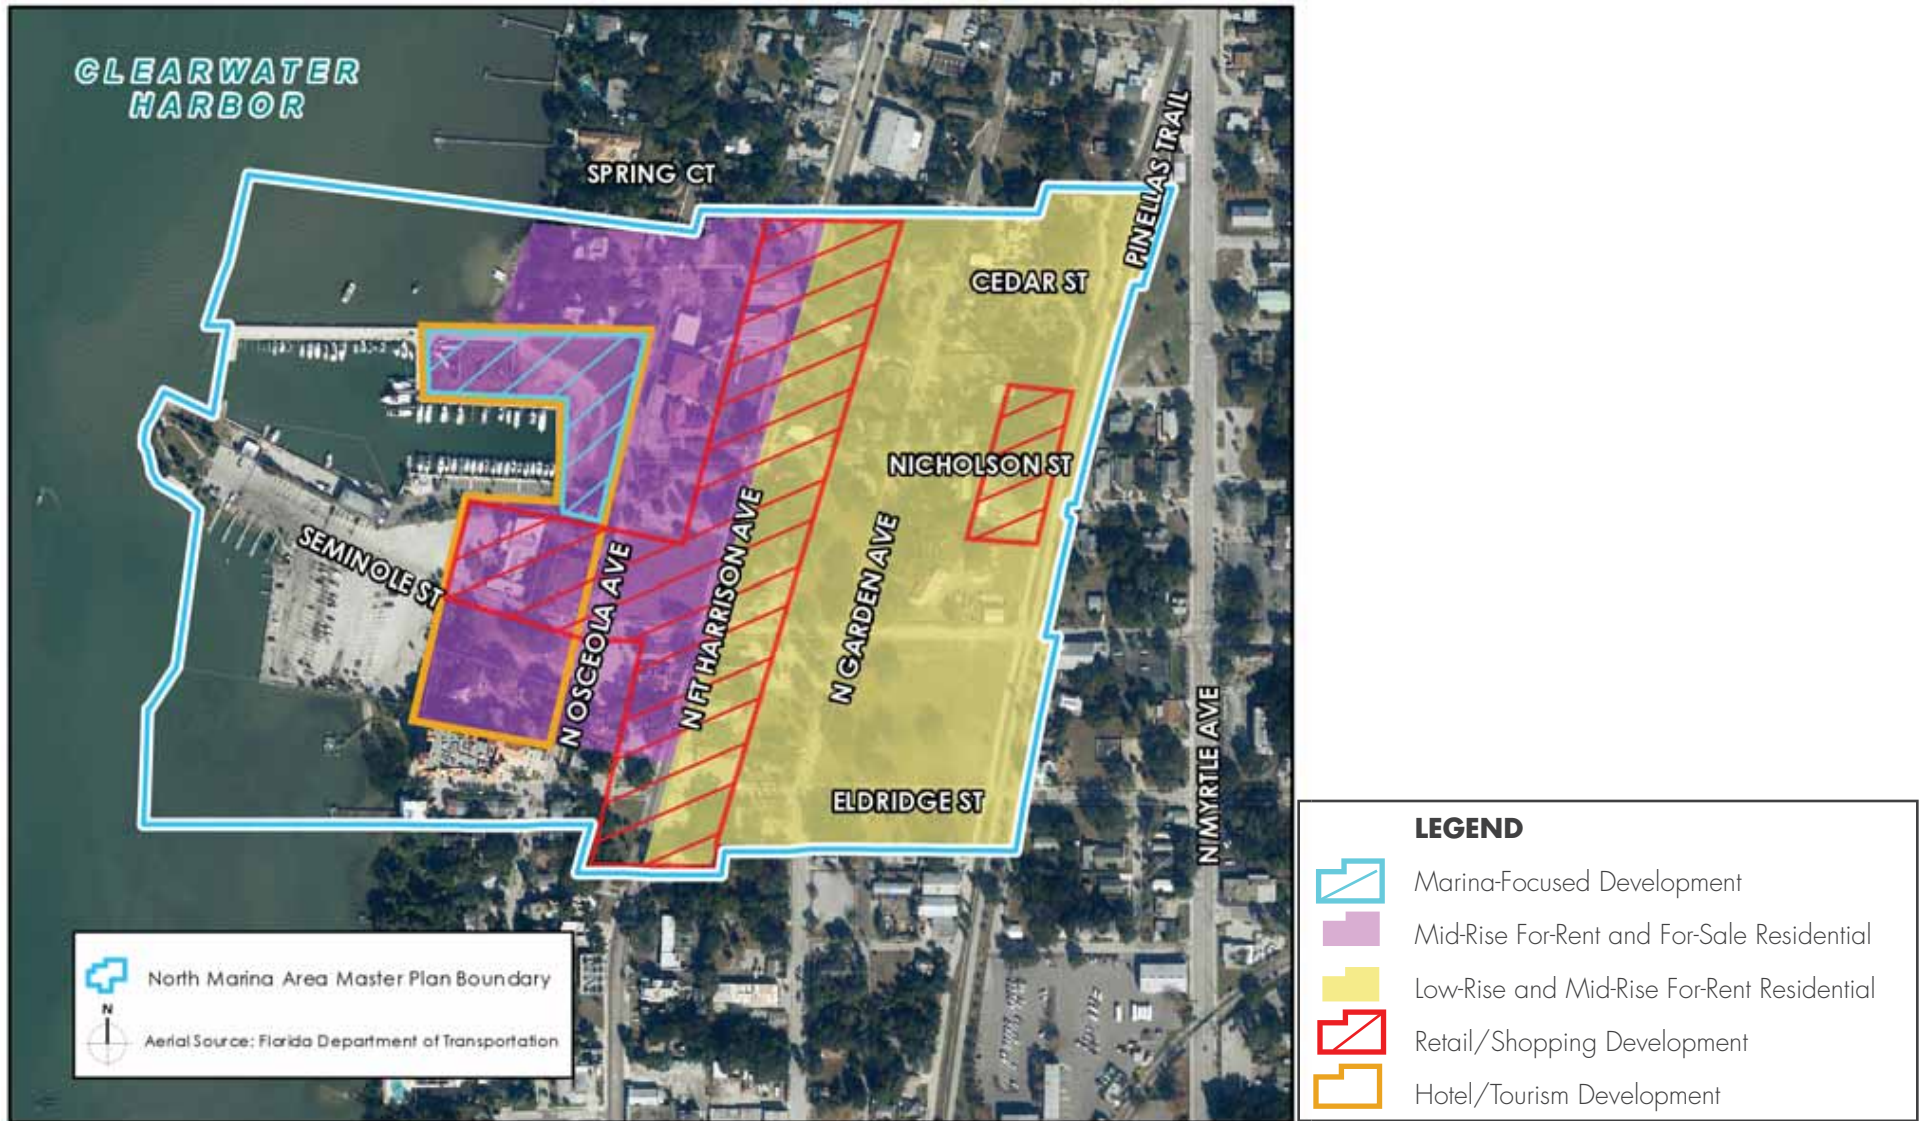 CLEARWATER
HARBOR
SPRING CT
PINELLAS TRAIL
CEDAR ST
NICHOLSON ST
SEMINOLE ST
N OSCEOLA AVE
N FT HARRISON AVE
N GARDEN AVE
N MYRTLE AVE
ELDRIDGE ST
North Marina Area Master Plan Boundary
N
Aerial Source: Florida Department of Transportation
LEGEND
Marina-Focused Development
Mid-Rise For-Rent and For-Sale Residential
Low-Rise and Mid-Rise For-Rent Residential
Retail/Shopping Development
Hotel/Tourism Development